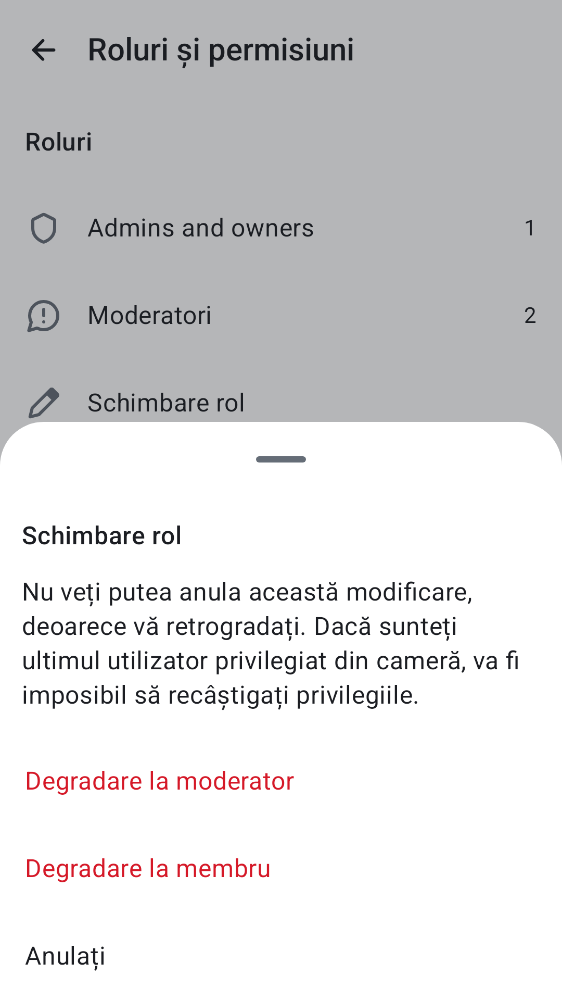 Roluri și permisiuni
Roluri
Admins and owners 1
Moderatori 2
Schimbare rol
Schimbare rol
Nu veți putea anula această modificare,
deoarece vă retrogradați. Dacă sunteți
ultimul utilizator privilegiat din cameră, va fi
imposibil să recâștigați privilegiile.
Degradare la moderator
Degradare la membru
Anulați